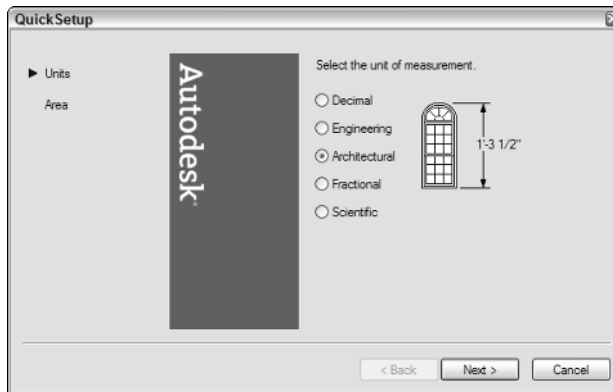 QuickSetup
Units
Area
Autodesk
Select the unit of measurement.
Decimal
Engineering
Architectural
Fractional
Scientific
1'-3 1/2"
< Back
Next >
Cancel